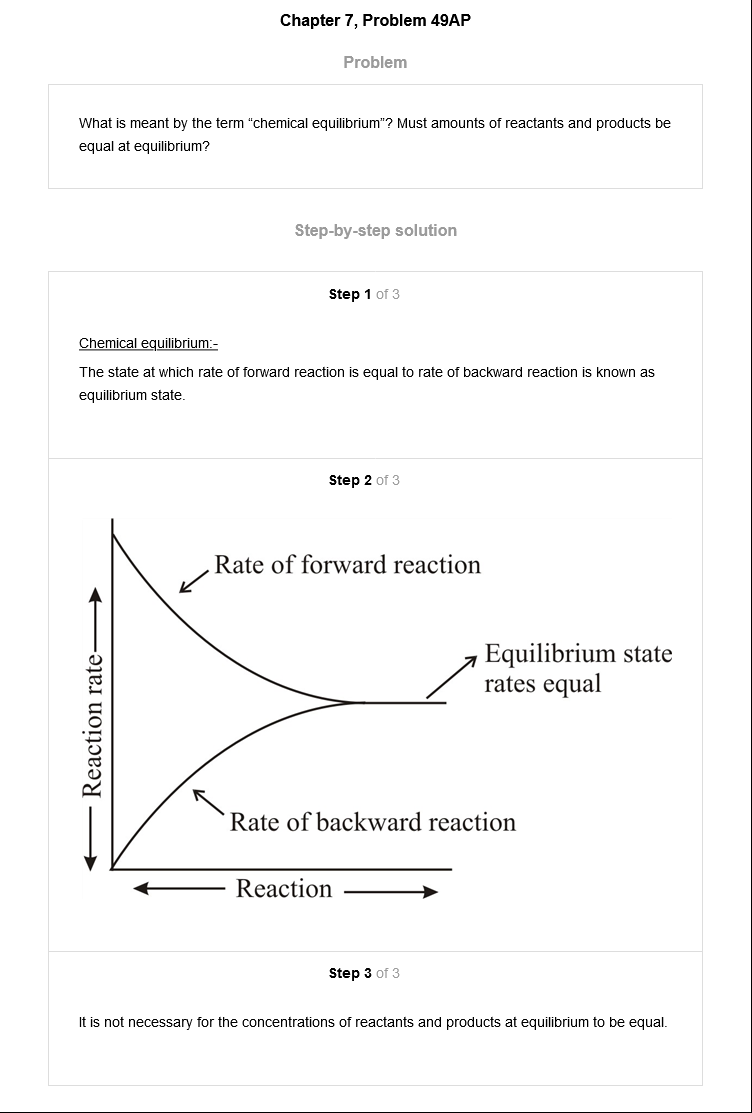 Chapter 7, Problem 49AP
Problem
What is meant by the term “chemical equilibrium”? Must amounts of reactants and products be
equal at equilibrium?
Step-by-step solution
Step 1 of 3
Chemical equilibrium:-
The state at which rate of forward reaction is equal to rate of backward reaction is known as
equilibrium state.
Step 2 of 3
Rate of forward reaction
Equilibrium state
rates equal
Reaction rate
Rate of backward reaction
Reaction
Step 3 of 3
It is not necessary for the concentrations of reactants and products at equilibrium to be equal.